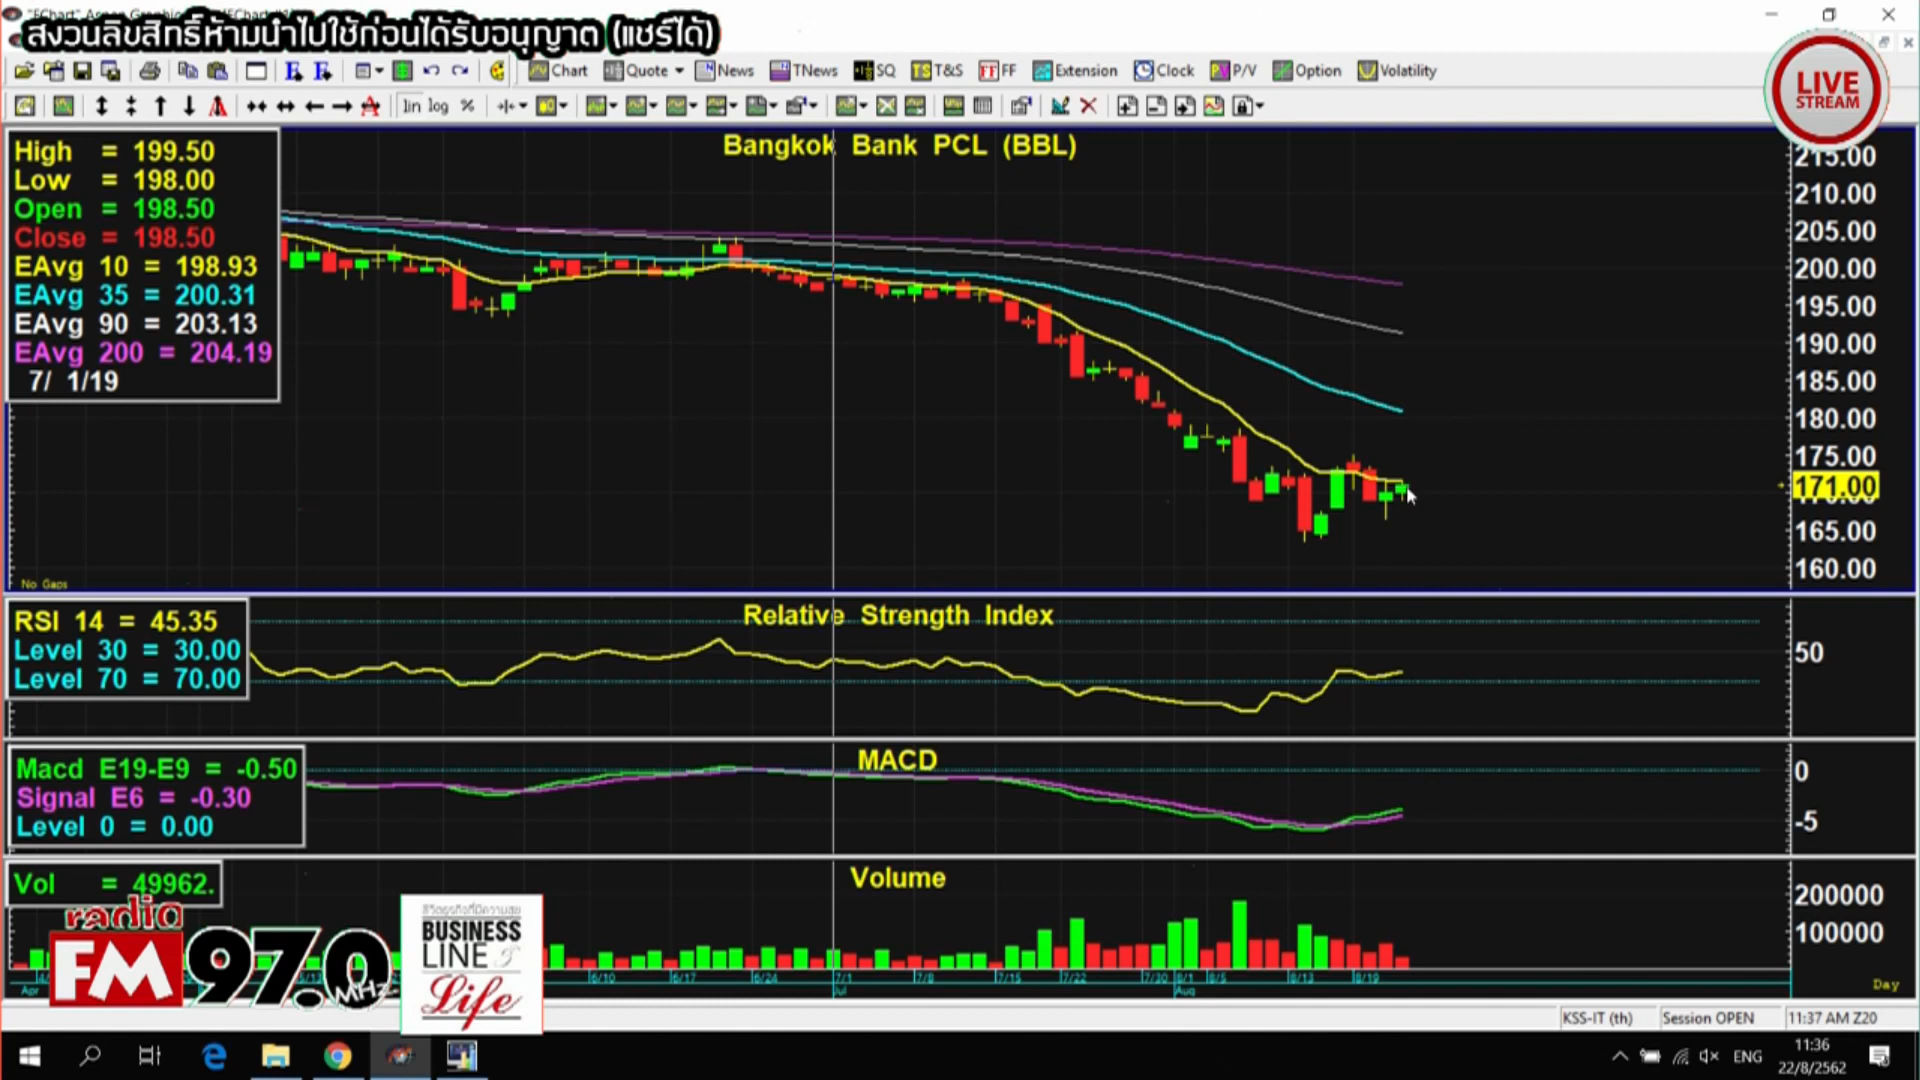 สงวนลิขสิทธิ์ห้ามนำไปใช้ก่อนได้รับอนุญาต (แชร์ได้)
Chart Quote News TNews SQ T&S FF Extension Clock P/V Option Volatility
LIVE
STREAM
lin log %
Bangkok Bank PCL (BBL)
High = 199.50
Low = 198.00
Open = 198.50
Close = 198.50
EAvg 10 = 198.93
EAvg 35 = 200.31
EAvg 90 = 203.13
EAvg 200 = 204.19
7/ 1/19
215.00
210.00
205.00
200.00
195.00
190.00
185.00
180.00
175.00
171.00
165.00
160.00
No Gaps
Relative Strength Index
RSI 14 = 45.35
Level 30 = 30.00
Level 70 = 70.00
50
MACD
Macd E19-E9 = -0.50
Signal E6 = -0.30
Level 0 = 0.00
0
-5
Volume
Vol = 49962.
200000
100000
radio
FM 97.0 MHz
BUSINESS
LINE
Life
6/10 6/17 6/24 7/1 7/8 7/15 7/22 7/30 8/1 8/5 8/13 8/19
Apr Jul Aug Day
KSS-IT (th) Session OPEN 11:37 AM Z20
ENG 11:36
22/8/2562